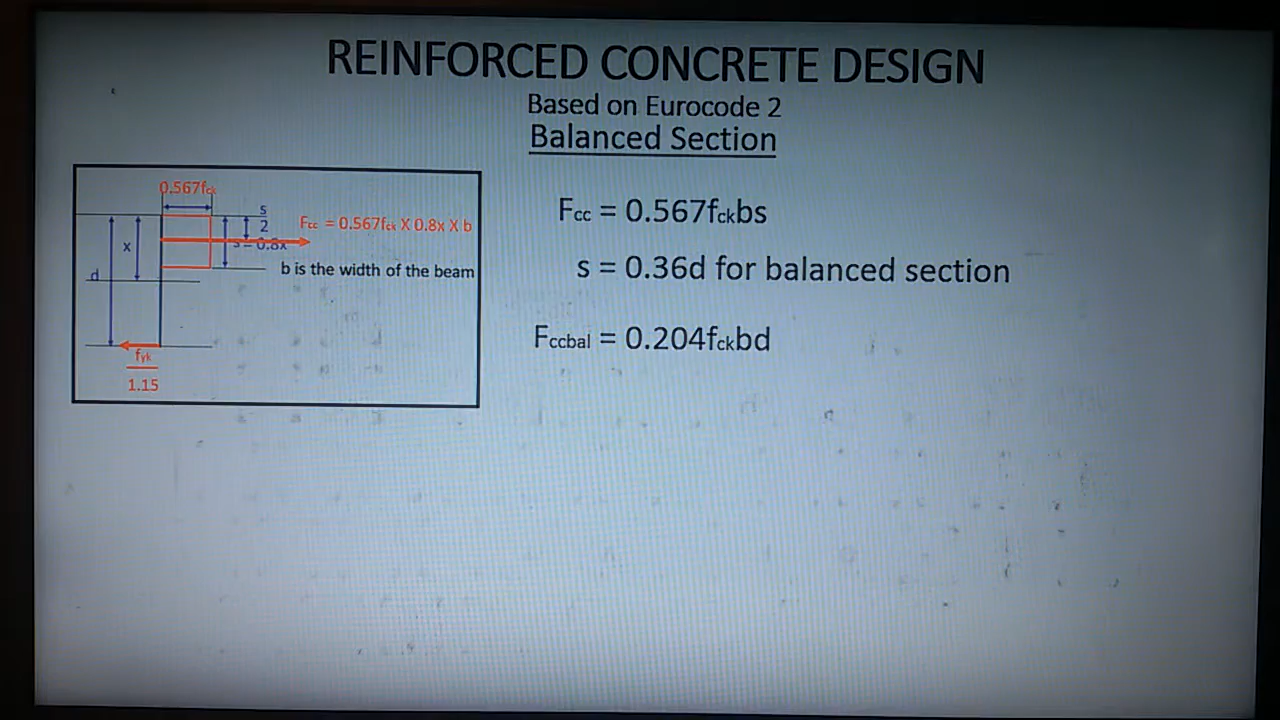 REINFORCED CONCRETE DESIGN
Based on Eurocode 2
Balanced Section
0.567fck
s
2
Fcc = 0.567fck X 0.8x X b
x
s = 0.8x
d
b is the width of the beam
fyk
1.15
Fcc = 0.567fckbs
s = 0.36d for balanced section
Fccbal = 0.204fckbd